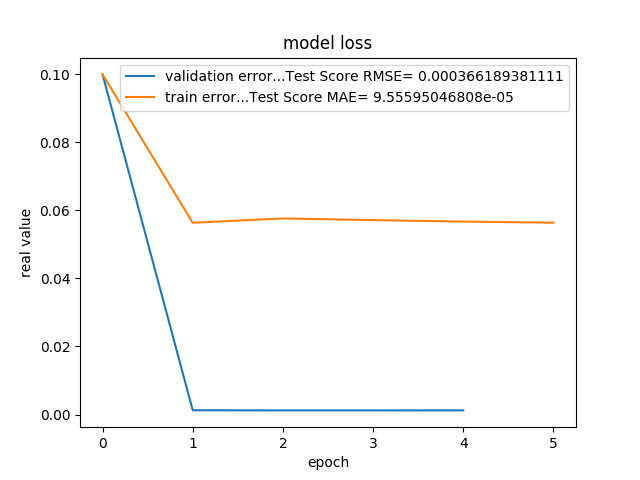 model loss
validation error...Test Score RMSE= 0.000366189381111
train error...Test Score MAE= 9.55595046808e-05
0.10
0.08
0.06
0.04
0.02
0.00
real value
0 1 2 3 4 5
epoch